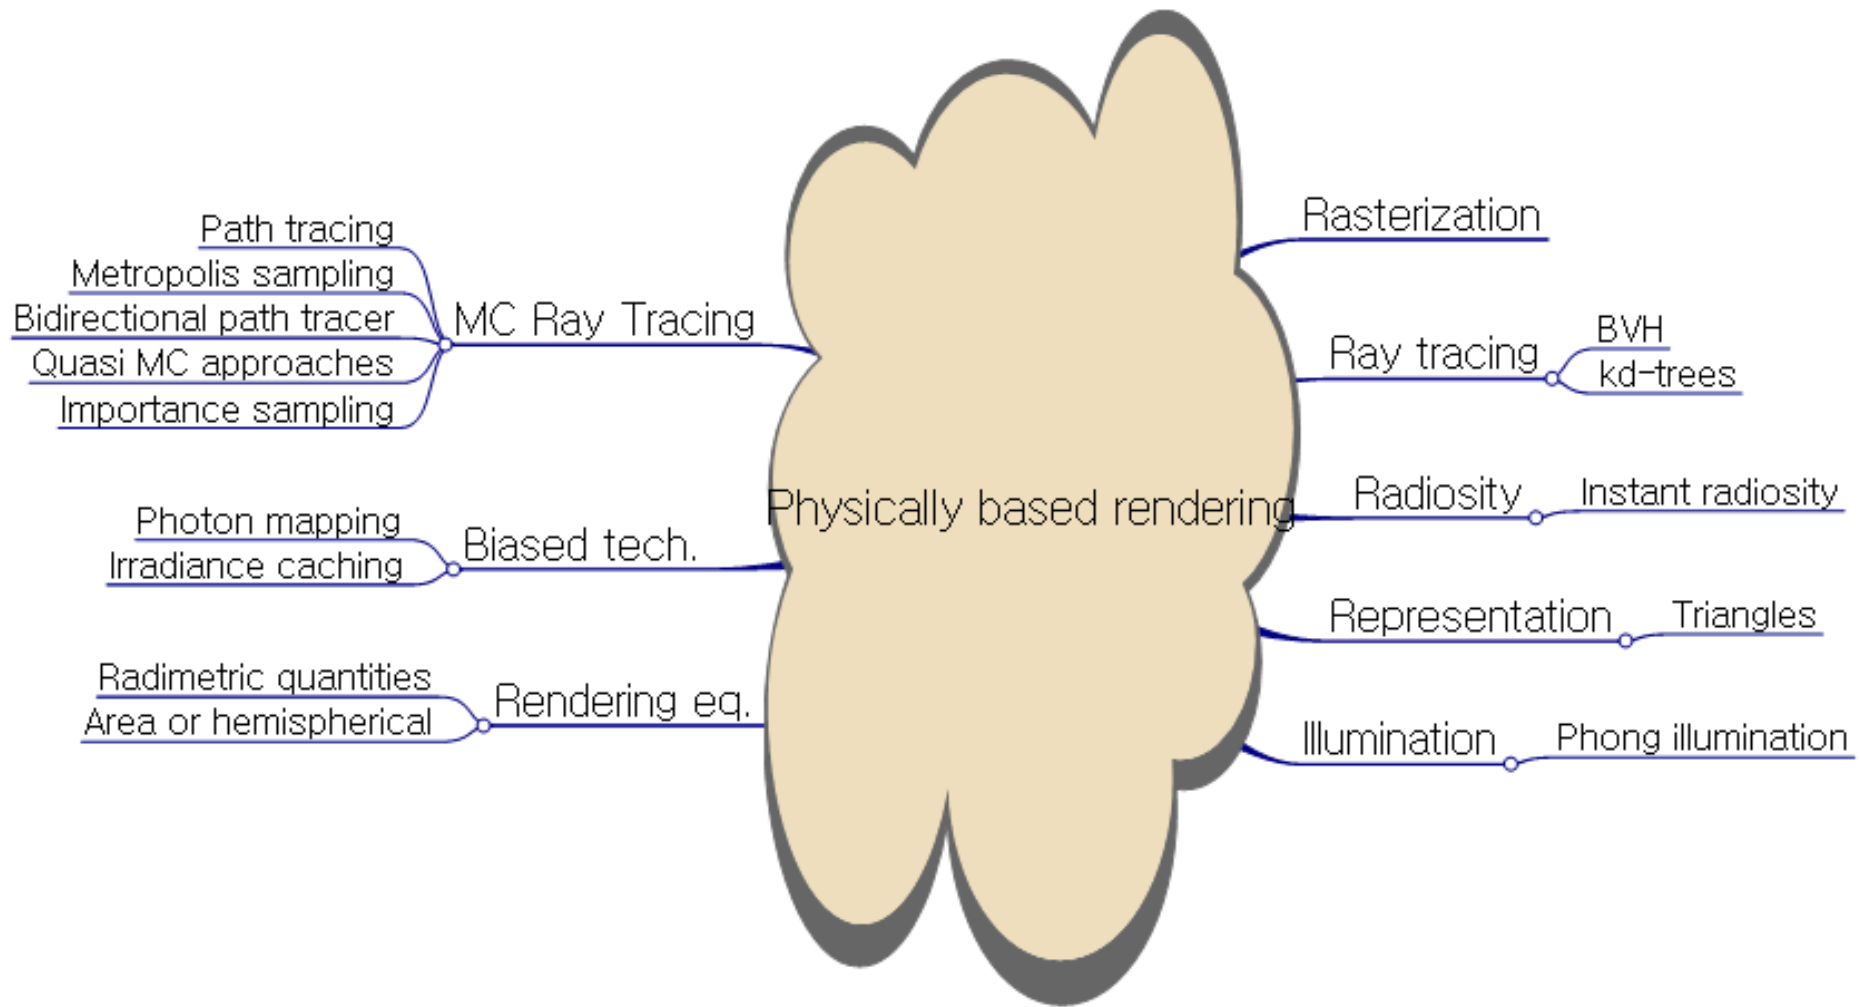 Path tracing
Metropolis sampling
Bidirectional path tracer
Quasi MC approaches
Importance sampling
MC Ray Tracing
Photon mapping
Irradiance caching
Biased tech.
Radimetric quantities
Area or hemispherical
Rendering eq.
Physically based rendering
Rasterization
Ray tracing
BVH
kd-trees
Radiosity
Instant radiosity
Representation
Triangles
Illumination
Phong illumination